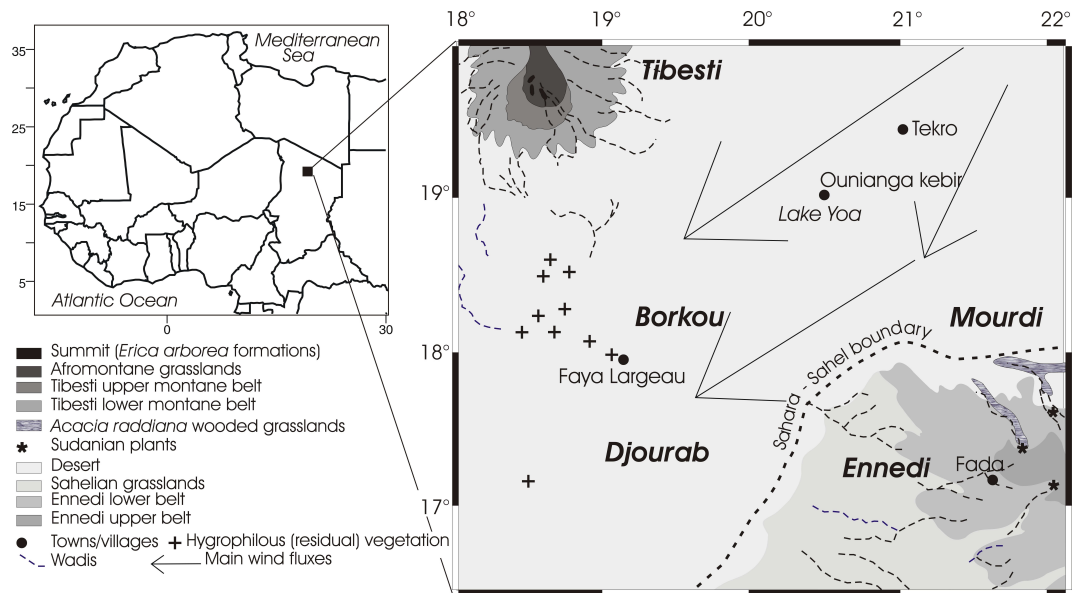 Mediterranean
Sea
35
25
15
5
Atlantic Ocean
0
30
18°
19°
20°
21°
22°
19°
18°
17°
Tibesti
Tekro
Ounianga kebir
Lake Yoa
Borkou
Mourdi
Faya Largeau
Sahara - Sahel boundary
Djourab
Ennedi
Fada
Summit (Erica arborea formations)
Afromontane grasslands
Tibesti upper montane belt
Tibesti lower montane belt
Acacia raddiana wooded grasslands
Sudanian plants
Desert
Sahelian grasslands
Ennedi lower belt
Ennedi upper belt
Towns/villages
Hygrophilous (residual) vegetation
Wadis
Main wind fluxes